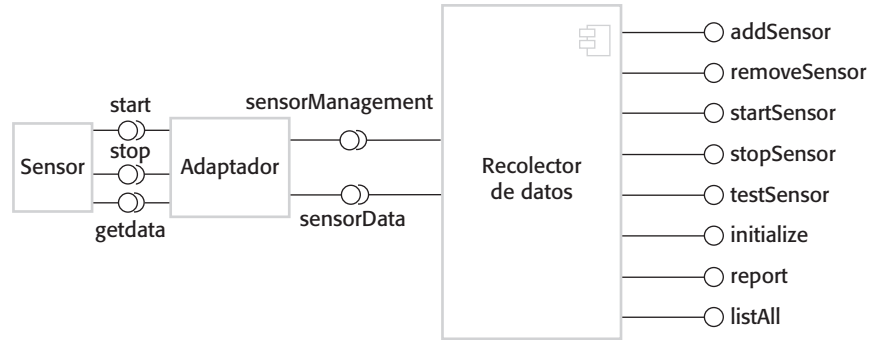 Sensor
start
stop
getdata
Adaptador
sensorManagement
sensorData
Recolector
de datos
addSensor
removeSensor
startSensor
stopSensor
testSensor
initialize
report
listAll